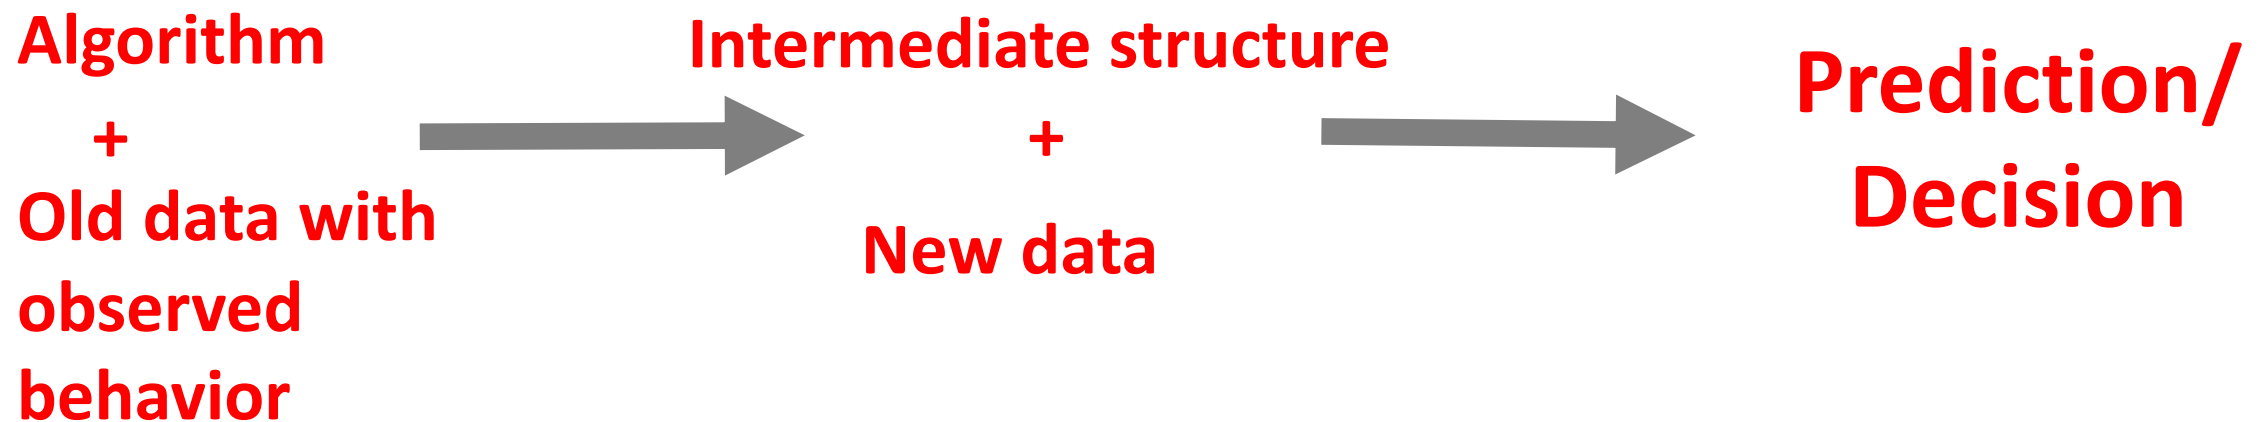 Algorithm
+
Old data with
observed
behavior
Intermediate structure
+
New data
Prediction/
Decision